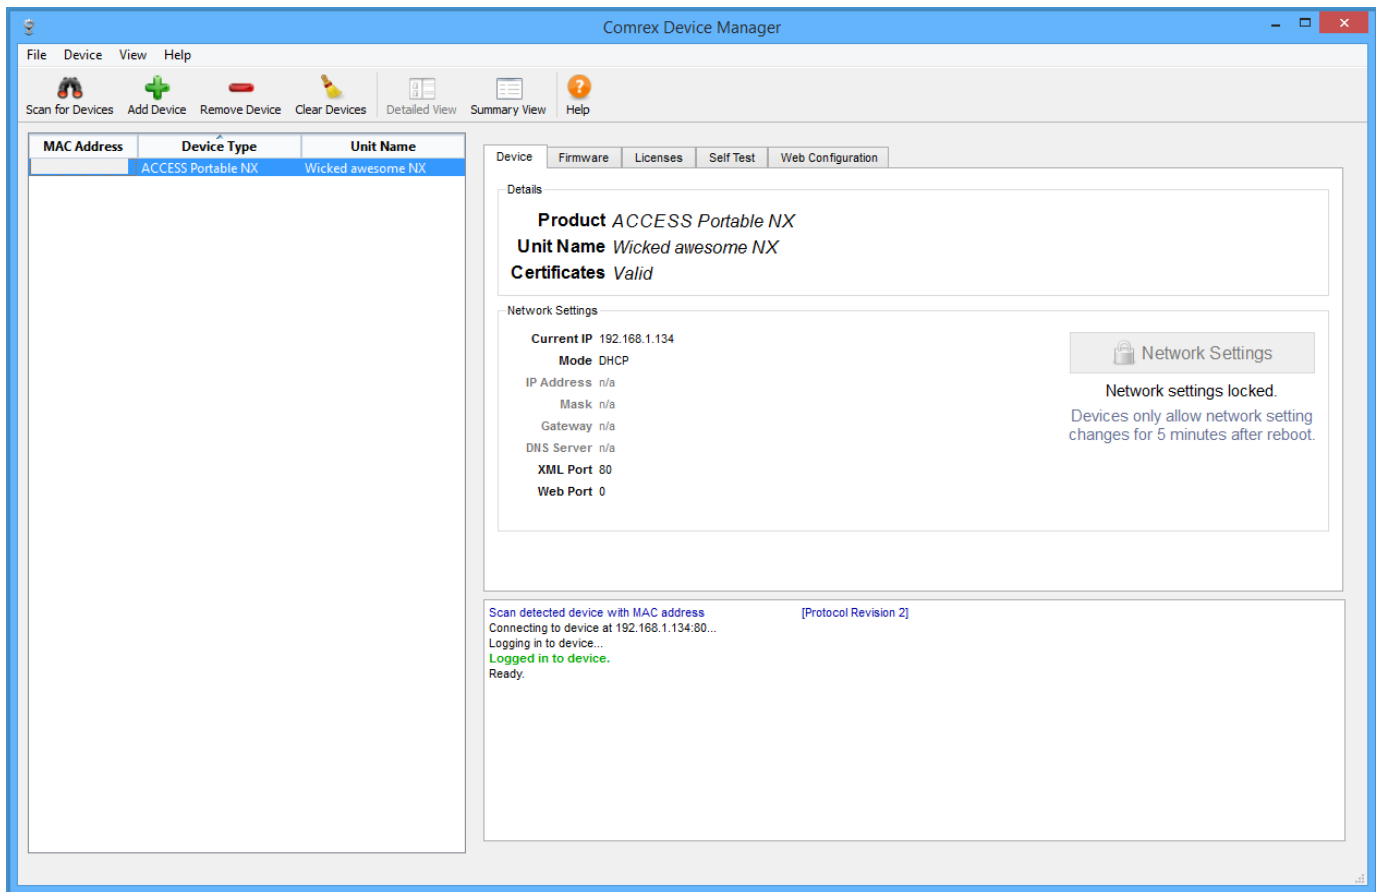 Comrex Device Manager
File Device View Help
Scan for Devices Add Device Remove Device Clear Devices Detailed View Summary View Help
MAC Address Device Type Unit Name
ACCESS Portable NX Wicked awesome NX
Device Firmware Licenses Self Test Web Configuration
Details
Product ACCESS Portable NX
Unit Name Wicked awesome NX
Certificates Valid
Network Settings
Current IP 192.168.1.134
Mode DHCP
IP Address n/a
Mask n/a
Gateway n/a
DNS Server n/a
XML Port 80
Web Port 0
Network Settings
Network settings locked.
Devices only allow network setting
changes for 5 minutes after reboot.
Scan detected device with MAC address [Protocol Revision 2]
Connecting to device at 192.168.1.134:80...
Logging in to device...
Logged in to device.
Ready.